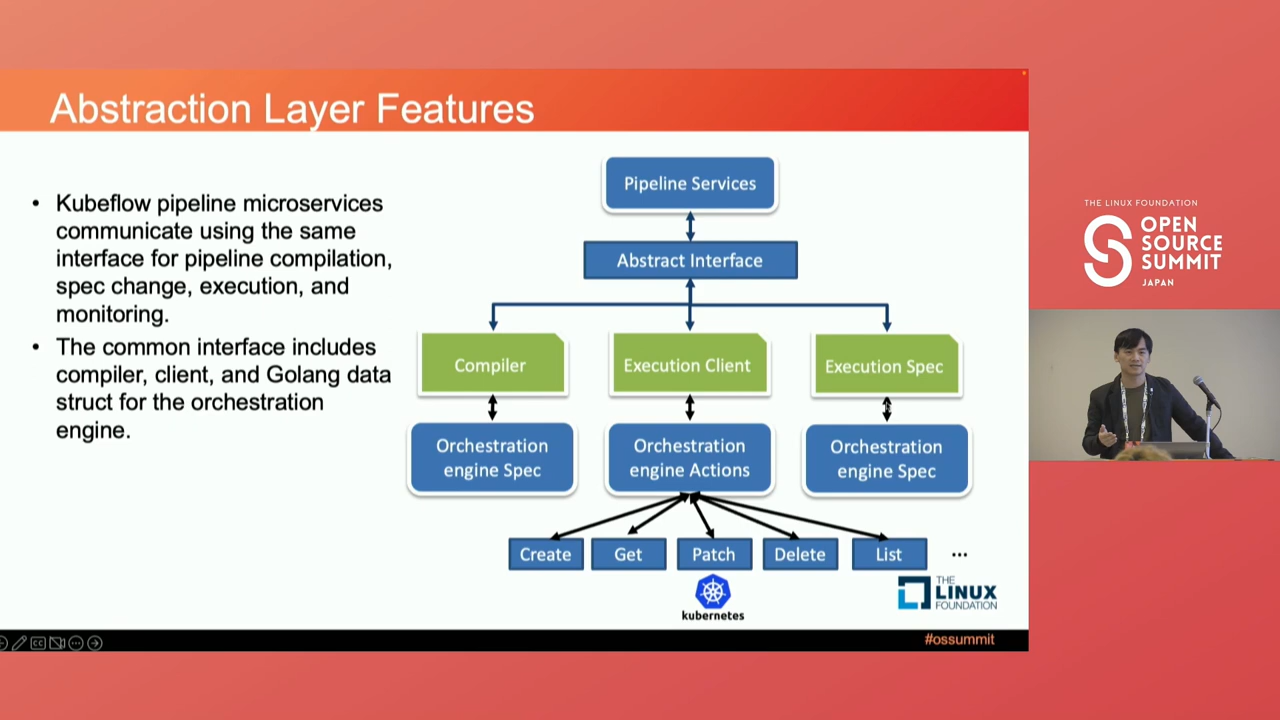 Abstraction Layer Features
• Kubeflow pipeline microservices
communicate using the same
interface for pipeline compilation,
spec change, execution, and
monitoring.
• The common interface includes
compiler, client, and Golang data
struct for the orchestration
engine.
Pipeline Services
Abstract Interface
Compiler
Execution Client
Execution Spec
Orchestration
engine Spec
Orchestration
engine Actions
Orchestration
engine Spec
Create
Get
Patch
Delete
List
...
kubernetes
THE
LINUX
FOUNDATION
#ossummit
CC
THE LINUX FOUNDATION
OPEN
SOURCE
SUMMIT
JAPAN